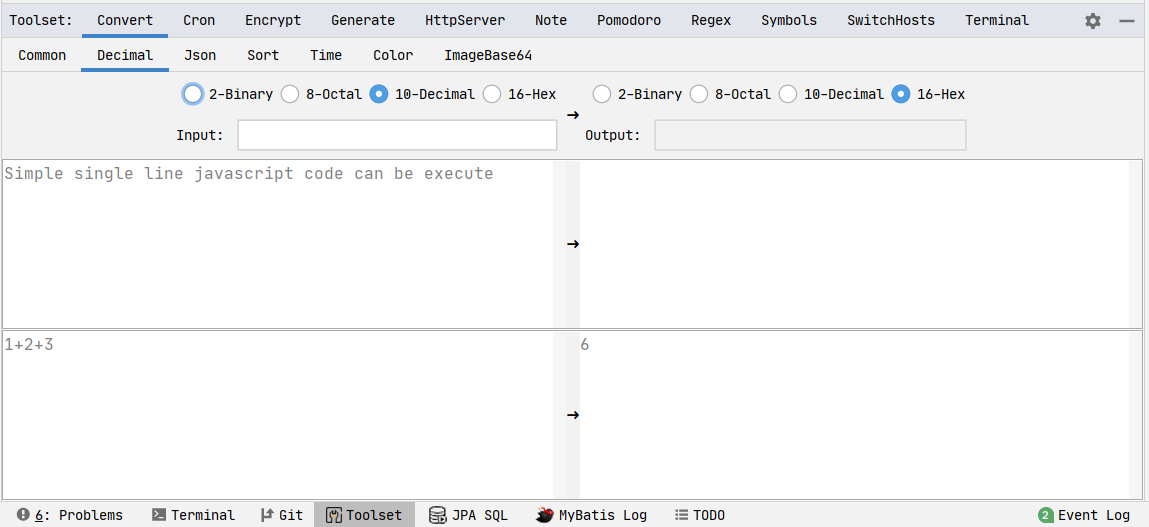 Toolset: Convert Cron Encrypt Generate HttpServer Note Pomodoro Regex Symbols SwitchHosts Terminal
Common Decimal Json Sort Time Color ImageBase64
2-Binary 8-Octal 10-Decimal 16-Hex → 2-Binary 8-Octal 10-Decimal 16-Hex
Input: Output:
Simple single line javascript code can be execute
→
1+2+3 6
→
6: Problems Terminal Git Toolset JPA SQL MyBatis Log TODO 2 Event Log